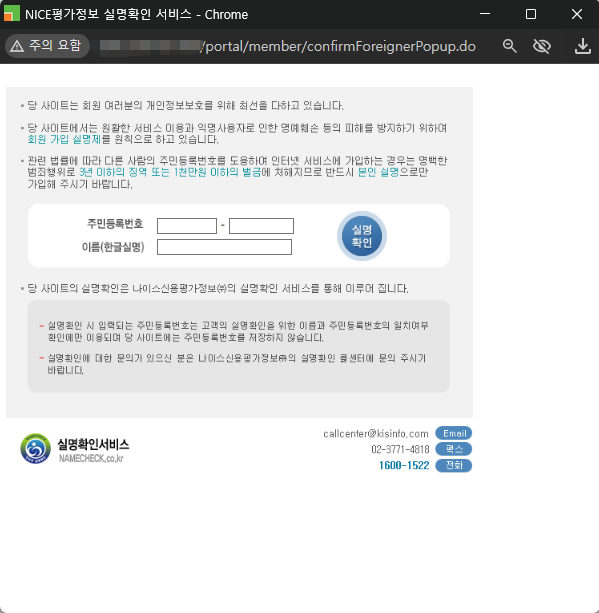 NICE평가정보 실명확인 서비스 - Chrome
주의 요함
/portal/member/confirmForeignerPopup.do
당 사이트는 회원 여러분의 개인정보보호를 위해 최선을 다하고 있습니다.
당 사이트에서는 원활한 서비스 이용과 익명사용자로 인한 명예훼손 등의 피해를 방지하기 위하여
회원 가입 실명제를 원칙으로 하고 있습니다.
관련 법률에 따라 다른 사람의 주민등록번호를 도용하여 인터넷 서비스에 가입하는 경우는 명백한
범죄행위로 3년 이하의 징역 또는 1천만원 이하의 벌금에 처해지므로 반드시 본인 실명으로만
가입해 주시기 바랍니다.
주민등록번호 -
이름(한글실명)
실명
확인
당 사이트의 실명확인은 나이스신용평가정보㈜의 실명확인 서비스를 통해 이루어 집니다.
- 실명확인 시 입력되는 주민등록번호는 고객의 실명확인을 위한 이름과 주민등록번호의 일치여부
확인에만 이용되며 당 사이트에는 주민등록번호를 저장하지 않습니다.
- 실명확인에 대한 문의가 있으신 분은 나이스신용평가정보㈜의 실명확인 콜센터에 문의 주시기
바랍니다.
실명확인서비스
NAMECHECK.co.kr
callcenter@kisinfo.com Email
02-3771-4818 팩스
1600-1522 전화